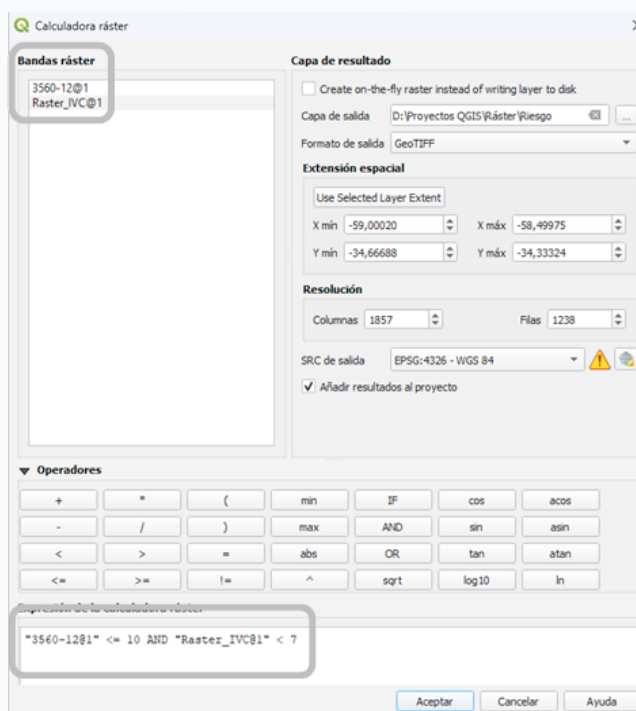 Calculadora ráster
Bandas ráster
3560-12@1
Raster_IVC@1
Capa de resultado
Create on-the-fly raster instead of writing layer to disk
Capa de salida D:\Proyectos QGIS\Ráster\Riesgo ...
Formato de salida GeoTIFF
Extensión espacial
Use Selected Layer Extent
X mín -59,00020 X máx -58,49975
Y mín -34,66688 Y máx -34,33324
Resolución
Columnas 1857 Filas 1238
SRC de salida EPSG:4326 - WGS 84
Añadir resultados al proyecto
Operadores
+ * ( min IF cos acos
- / ) max AND sin asin
< > = abs OR tan atan
<= >= != ^ sqrt log10 ln
Expresión de la calculadora ráster
"3560-12@1" <= 10 AND "Raster_IVC@1" < 7
Aceptar Cancelar Ayuda